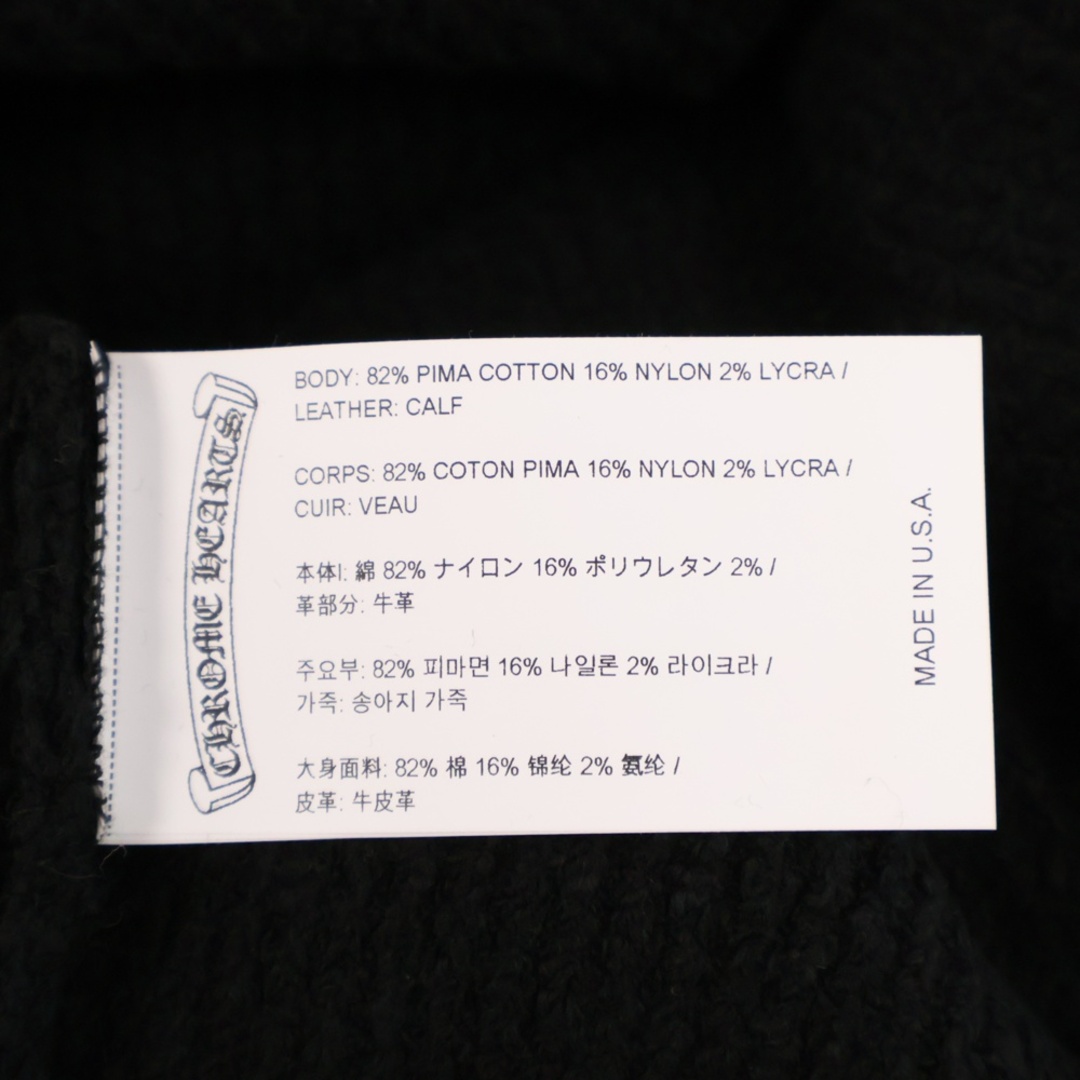 CHROME HEARTS
BODY: 82% PIMA COTTON 16% NYLON 2% LYCRA /
LEATHER: CALF
CORPS: 82% COTON PIMA 16% NYLON 2% LYCRA /
CUIR: VEAU
本体I: 綿 82% ナイロン 16% ポリウレタン 2% /
革部分: 牛革
주요부: 82% 피마면 16% 나일론 2% 라이크라 /
가죽: 송아지 가죽
大身面料: 82% 棉 16% 锦纶 2% 氨纶 /
皮革: 牛皮革
MADE IN U.S.A.